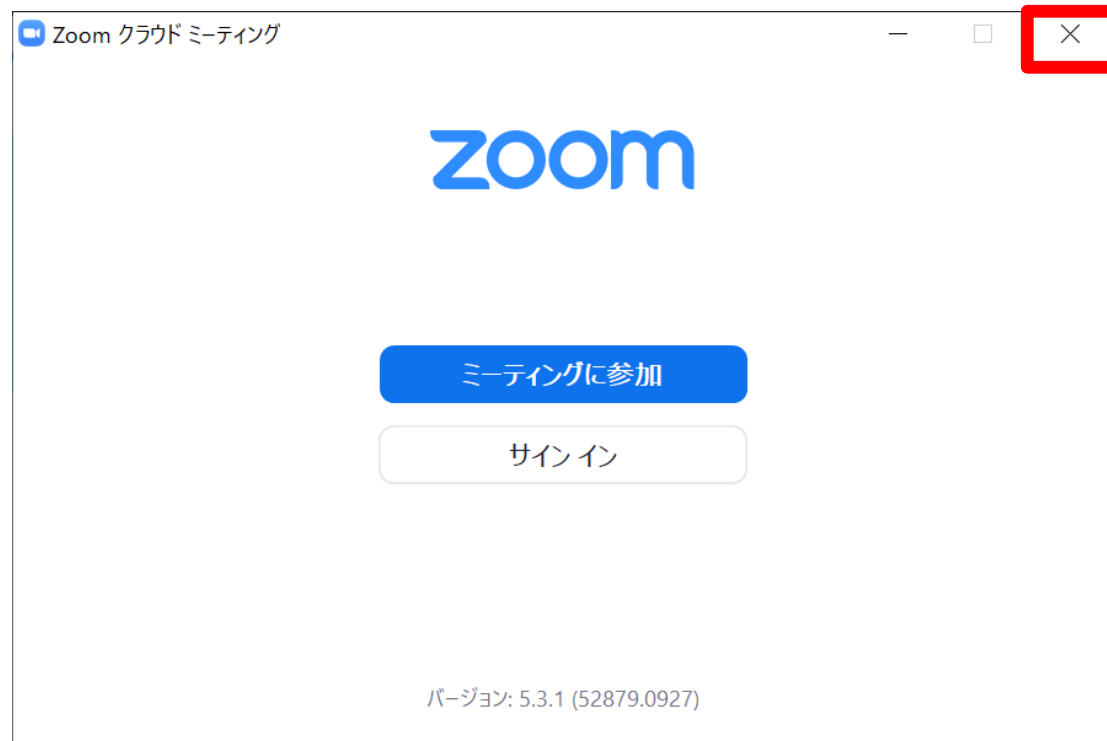 Zoom クラウド ミーティング
zoom
ミーティングに参加
サイン イン
バージョン: 5.3.1 (52879.0927)